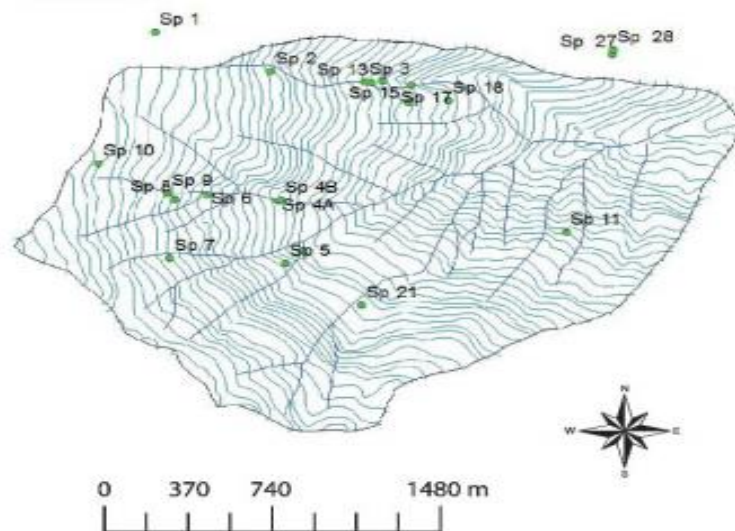 Sp 1
Sp 27 Sp 28
Sp 2
Sp 13 Sp 3
Sp 15 Sp 17 Sp 18
Sp 10
Sp 8 Sp 9
Sp 6
Sp 4B
Sp 4A
Sp 11
Sp 7
Sp 5
Sp 21
N
W E
S
0 370 740 1480 m